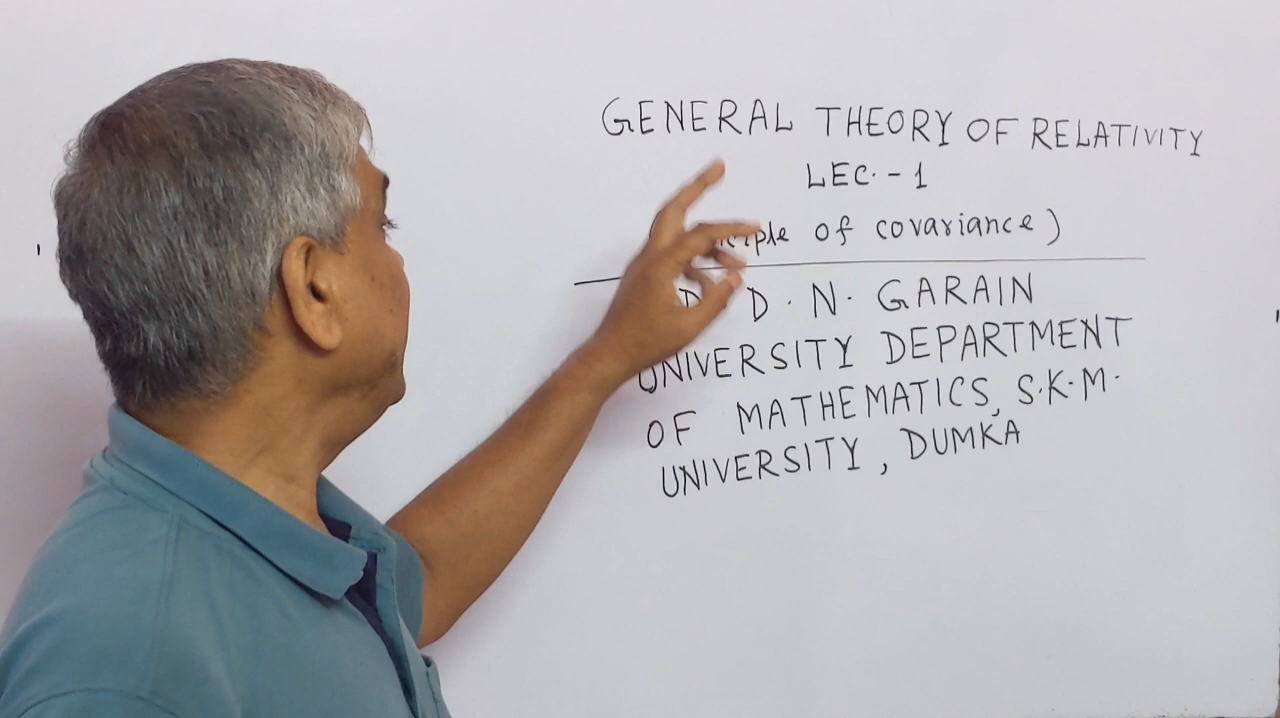 GENERAL THEORY OF RELATIVITY
LEC. - 1
of covariance)
D. N. GARAIN
UNIVERSITY DEPARTMENT
OF MATHEMATICS, S.K.M.
UNIVERSITY, DUMKA